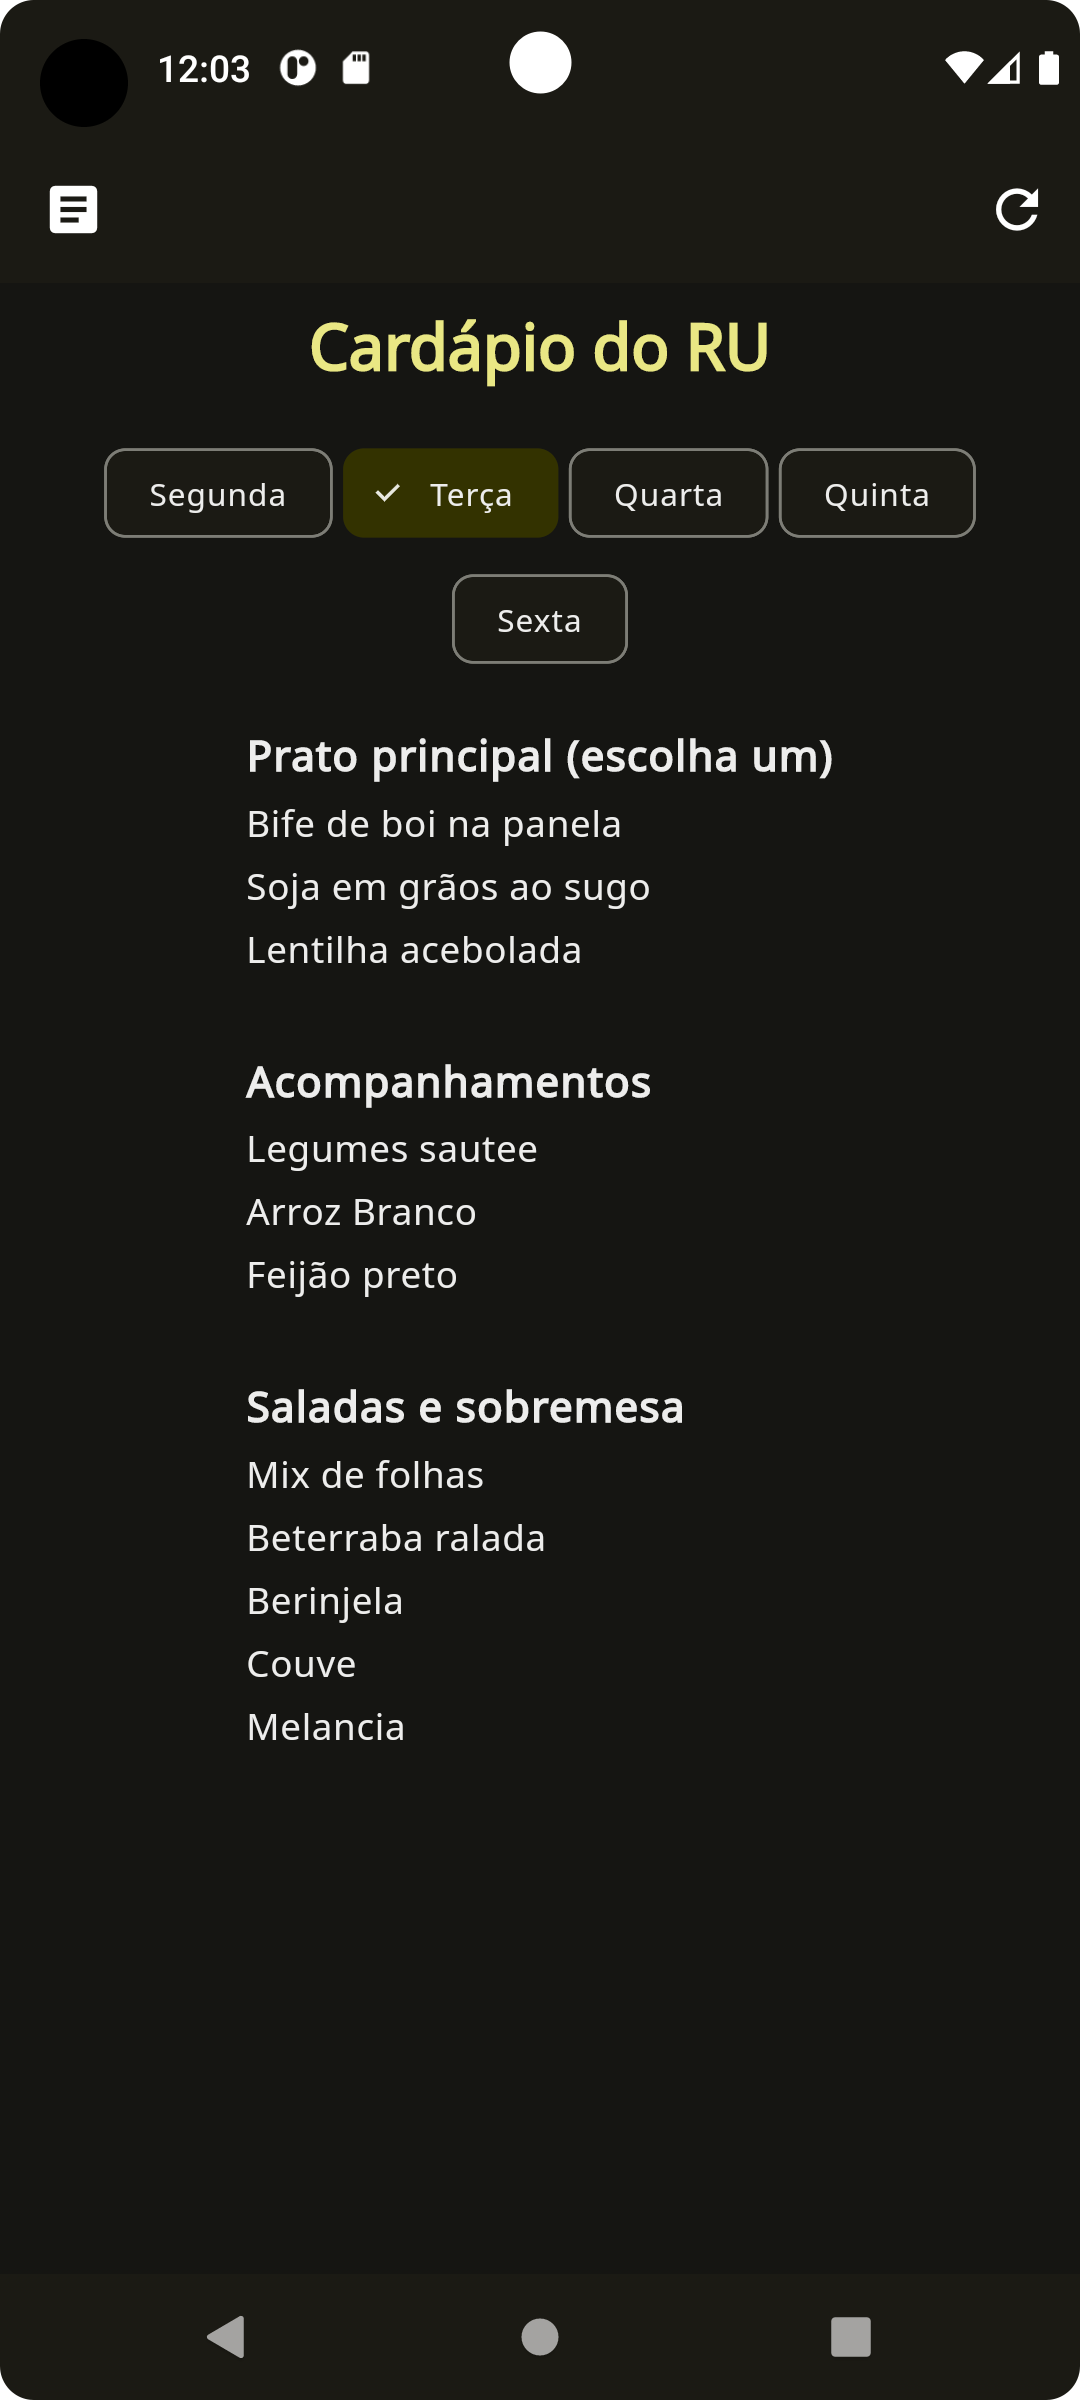 12:03
Cardápio do RU
Segunda
Terça
Quarta
Quinta
Sexta
Prato principal (escolha um)
Bife de boi na panela
Soja em grãos ao sugo
Lentilha acebolada
Acompanhamentos
Legumes sautee
Arroz Branco
Feijão preto
Saladas e sobremesa
Mix de folhas
Beterraba ralada
Berinjela
Couve
Melancia